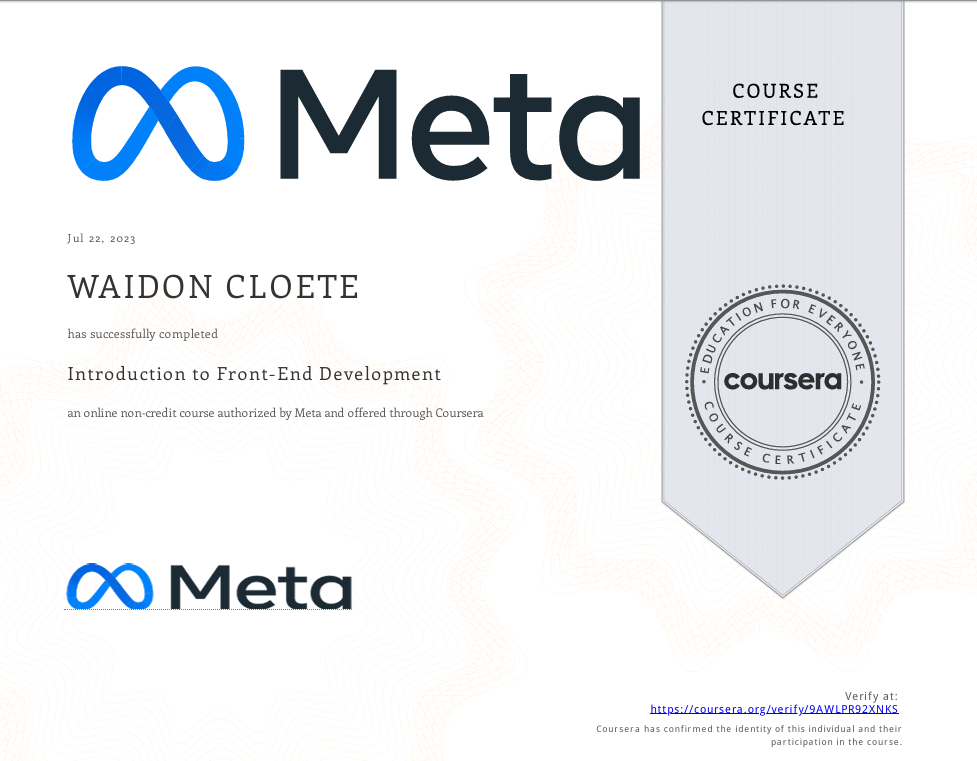 Meta
COURSE
CERTIFICATE
Jul 22, 2023
WAIDON CLOETE
has successfully completed
Introduction to Front-End Development
an online non-credit course authorized by Meta and offered through Coursera
EDUCATION FOR EVERYONE
coursera
COURSE CERTIFICATE
Meta
Verify at:
https://coursera.org/verify/9AWLPR92XNKS
Coursera has confirmed the identity of this individual and their
participation in the course.